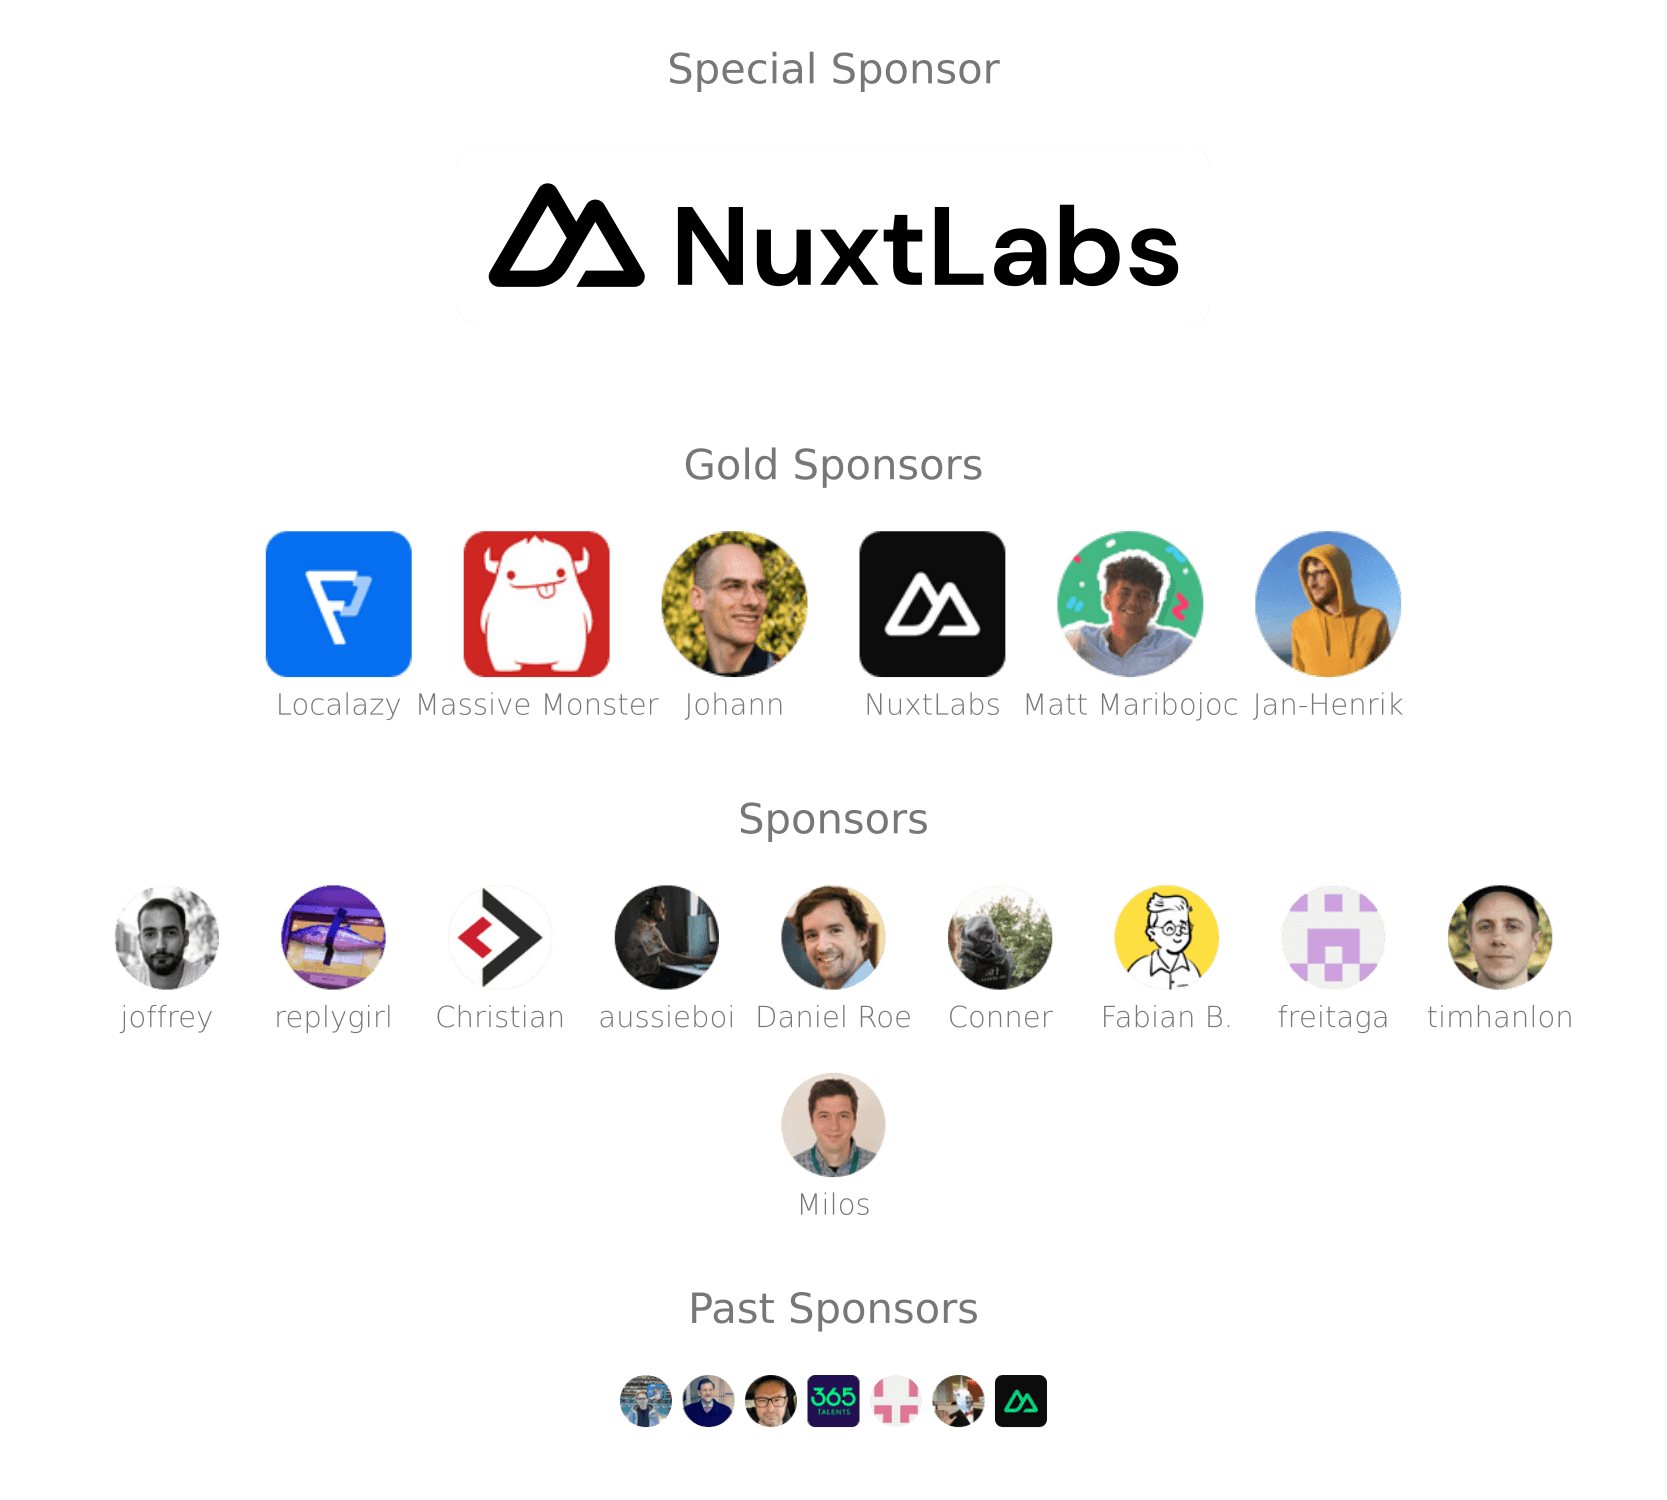 Special Sponsor
NuxtLabs
Gold Sponsors
Localazy Massive Monster Johann NuxtLabs Matt Maribojoc Jan-Henrik
Sponsors
joffrey replygirl Christian aussieboi Daniel Roe Conner Fabian B. freitaga timhanlon
Milos
Past Sponsors
365
TALENTS